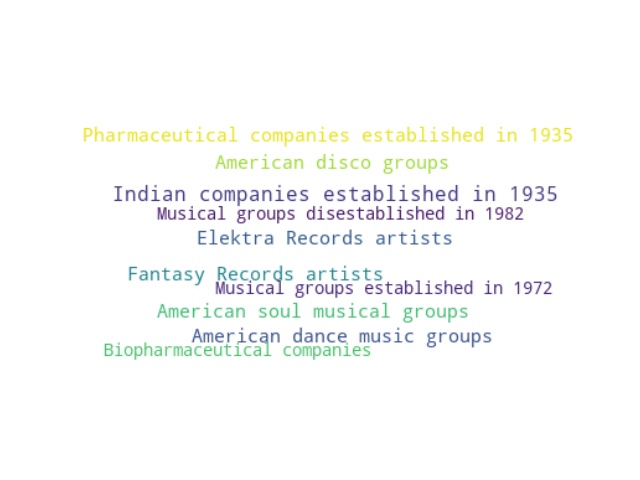 Pharmaceutical companies established in 1935
American disco groups
Indian companies established in 1935
Musical groups disestablished in 1982
Elektra Records artists
Fantasy Records artists
Musical groups established in 1972
American soul musical groups
American dance music groups
Biopharmaceutical companies